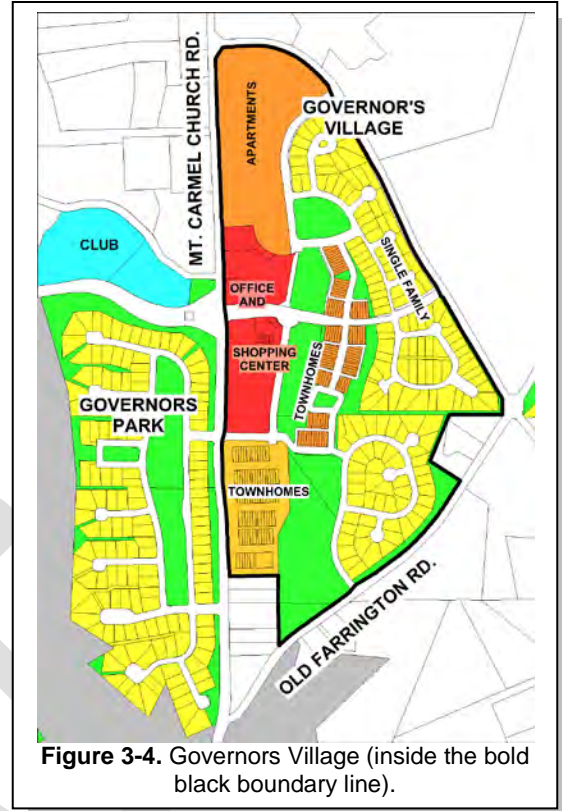 MT. CARMEL CHURCH RD.
APARTMENTS
GOVERNOR'S
VILLAGE
CLUB
SINGLE FAMILY
OFFICE
AND
SHOPPING
CENTER
TOWNHOMES
GOVERNORS
PARK
TOWNHOMES
OLD FARRINGTON RD.
Figure 3-4. Governors Village (inside the bold
black boundary line).